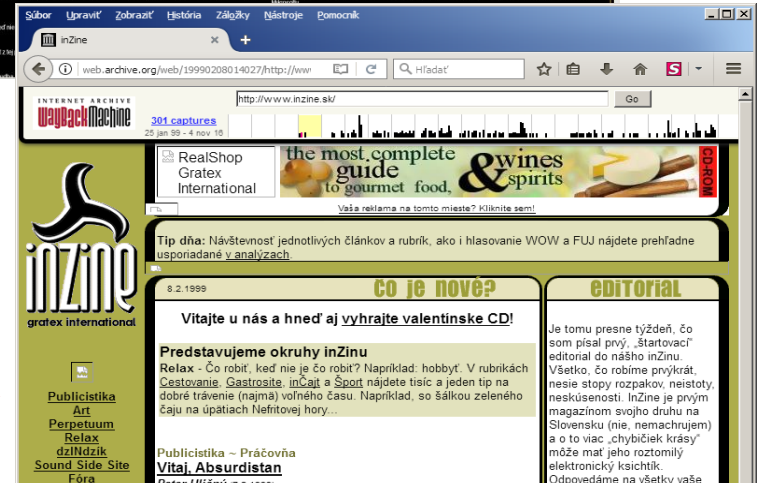 Súbor Upraviť Zobraziť História Záložky Nástroje Pomocník
inZine
web.archive.org/web/19990208014027/http://www
Hľadať
INTERNET ARCHIVE
WayBackMachine
http://www.inzine.sk/
Go
301 captures
25 jan 99 - 4 nov 16
RealShop
Gratex
International
the most complete
guide
to gourmet food,
& wines
spirits
CD-ROM
Vaša reklama na tomto mieste? Kliknite sem!
inZine
gratex international
Tip dňa: Návštevnosť jednotlivých článkov a rubrík, ako i hlasovanie WOW a FUJ nájdete prehľadne
usporiadané v analýzach.
8.2.1999
čo je nové?
Vitajte u nás a hneď aj vyhrajte valentínske CD!
Predstavujeme okruhy inZinu
Relax - Čo robiť, keď nie je čo robiť? Napríklad: hobbyť. V rubrikách
Cestovanie, Gastrosite, inČajt a Šport nájdete tisíc a jeden tip na
dobré trávenie (najmä) voľného času. Napríklad, so šálkou zeleného
čaju na úpätiach Nefritovej hory...
Publicistika ~ Práčovňa
Vitaj, Absurdistan
Peter Uličný
editorial
Je tomu presne týždeň, čo
som písal prvý, „štartovací"
editorial do nášho inZinu.
Všetko, čo robíme prvýkrát,
nesie stopy rozpakov, neistoty,
neskúsenosti. InZine je prvým
magazínom svojho druhu na
Slovensku (nie, nemachrujem)
a o to viac „chybičiek krásy"
môže mať jeho roztomilý
elektronický ksichtík.
Odpovedáme na všetky vaše
Publicistika
Art
Perpetuum
Relax
dzINdzik
Sound Side Site
Fóra